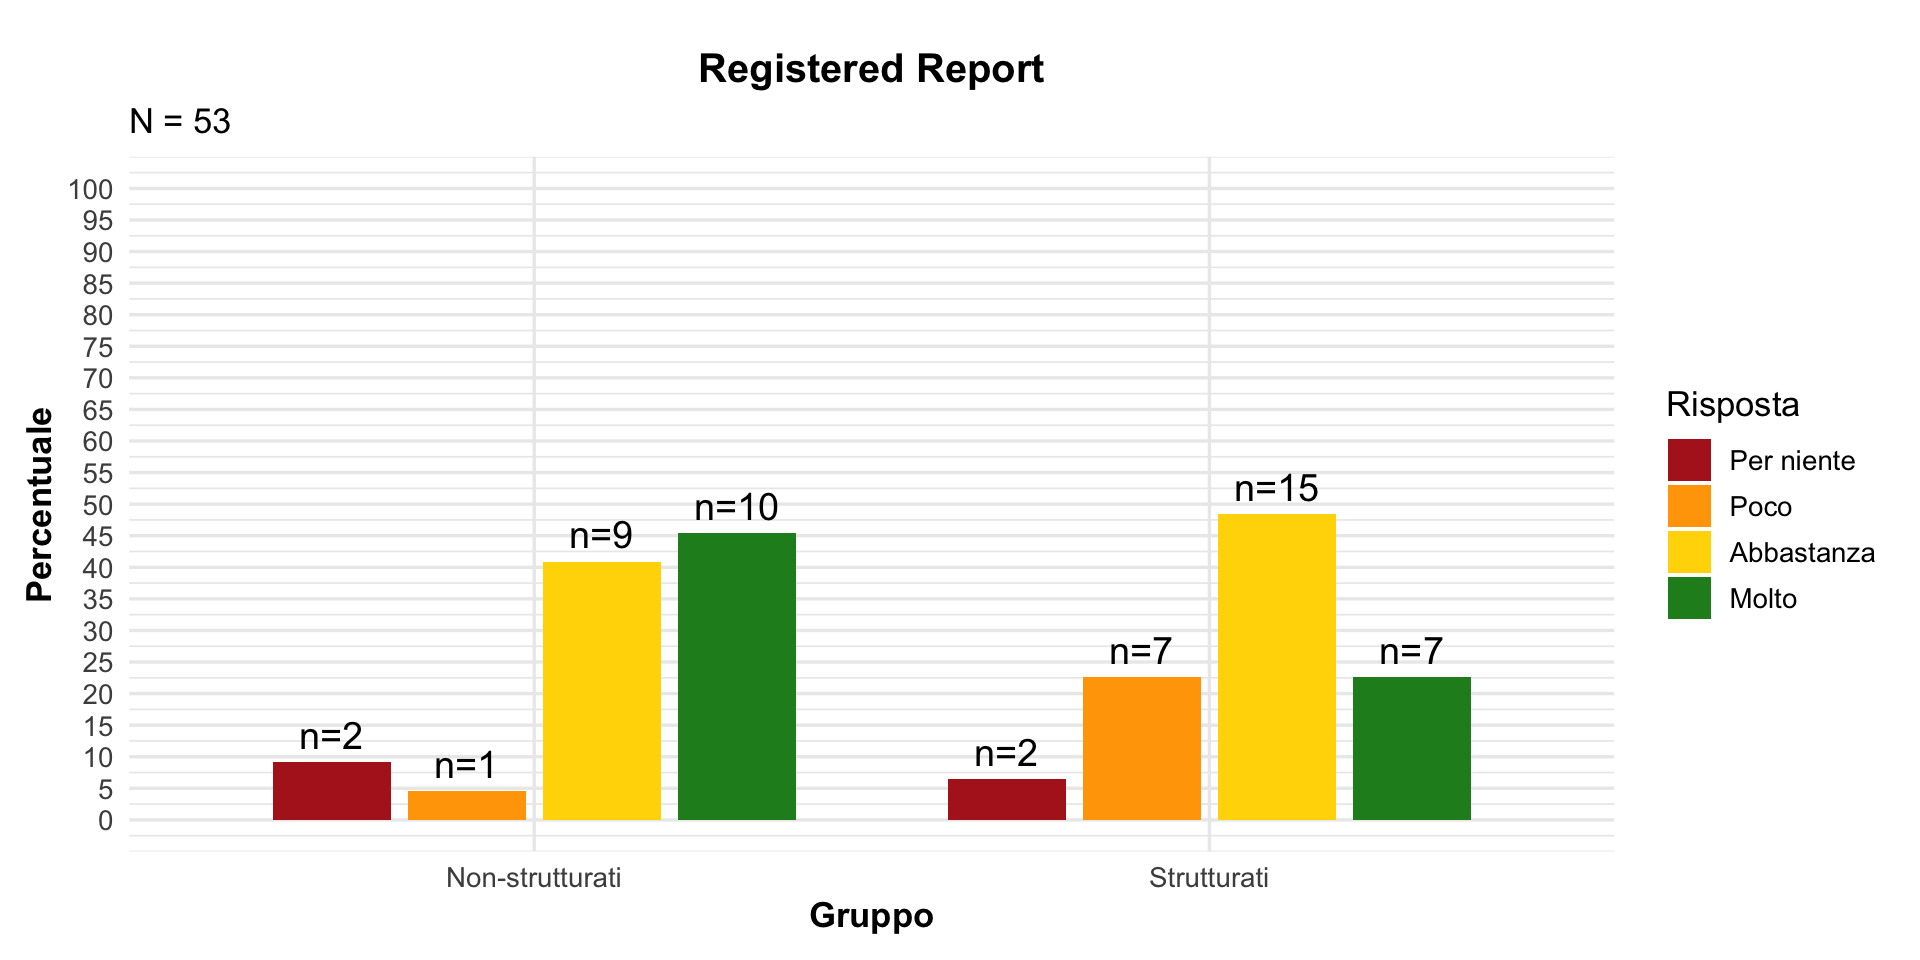 Registered Report
N = 53
100
95
90
85
80
75
70
65
60
55
50
45
40
35
30
25
20
15
10
5
0
Percentuale
n=2
n=1
n=9
n=10
n=2
n=7
n=15
n=7
Non-strutturati
Strutturati
Gruppo
Risposta
Per niente
Poco
Abbastanza
Molto